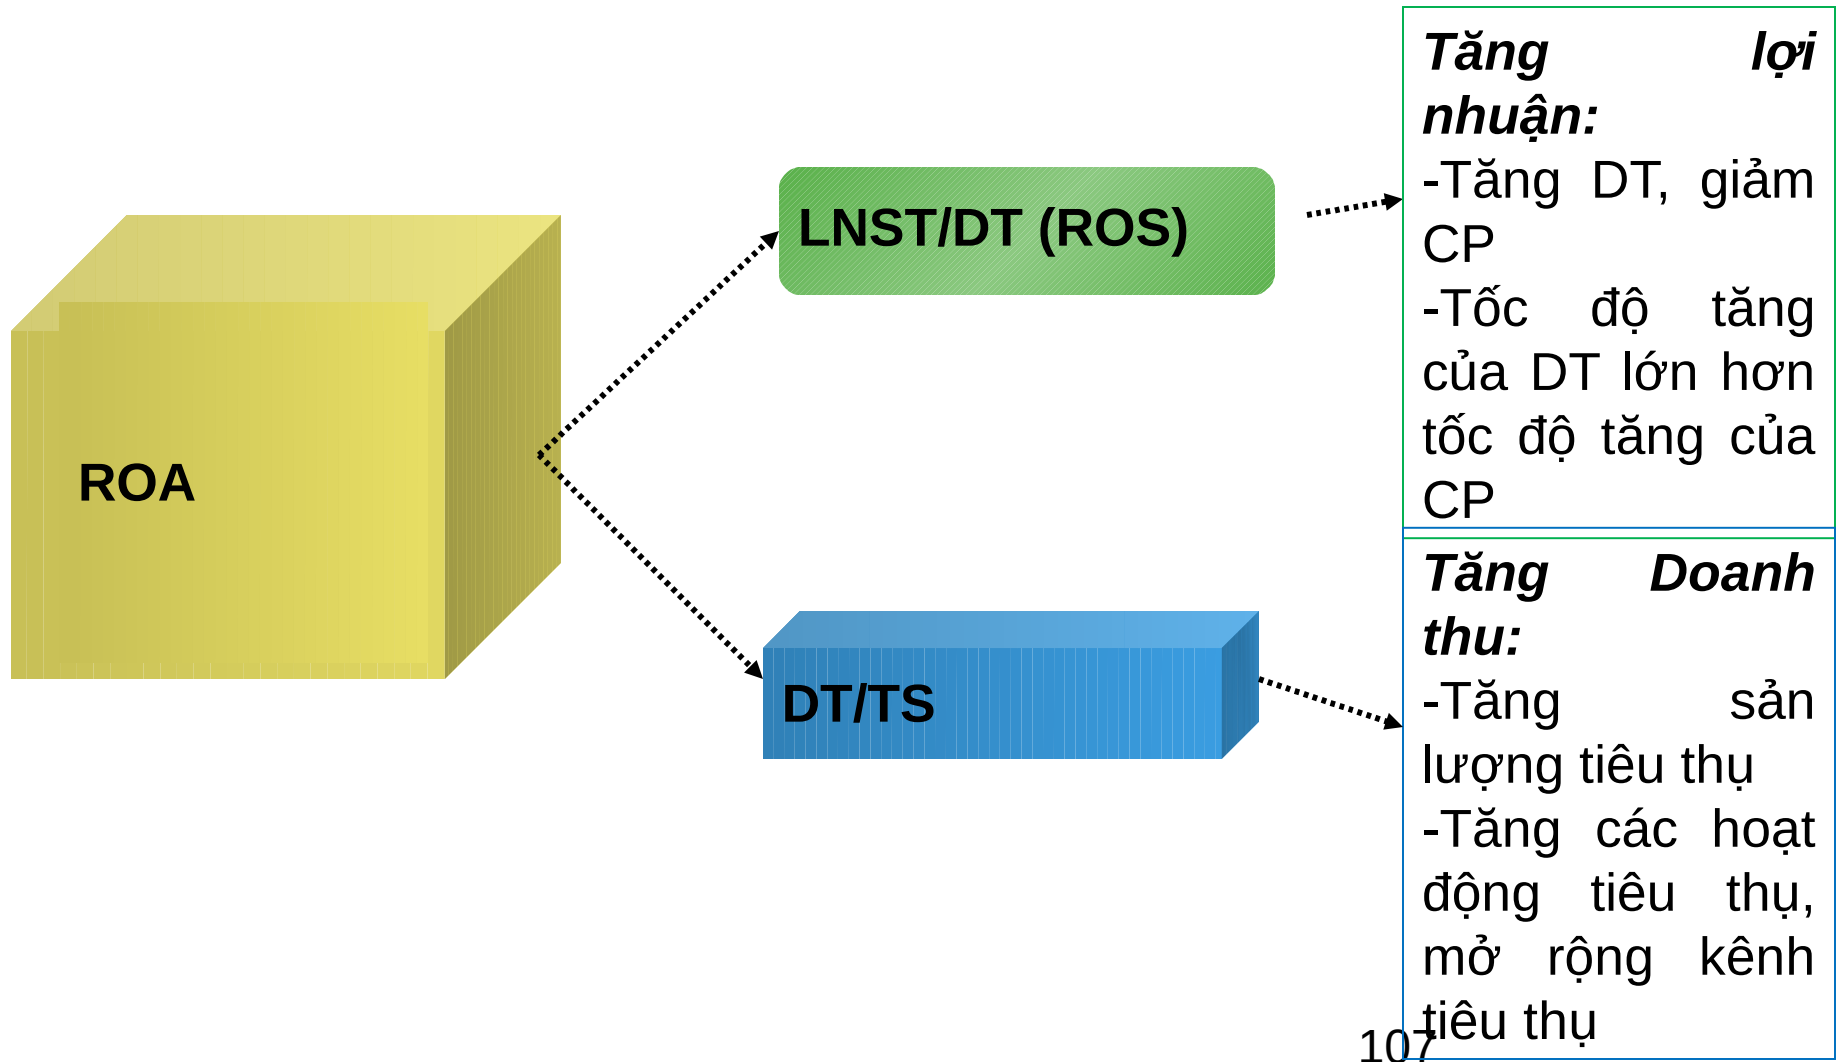 ROA
LNST/DT (ROS)
DT/TS
Tăng lợi
nhuận:
-Tăng DT, giảm
CP
-Tốc độ tăng
của DT lớn hơn
tốc độ tăng của
CP
Tăng Doanh
thu:
-Tăng sản
lượng tiêu thụ
-Tăng các hoạt
động tiêu thụ,
mở rộng kênh
tiêu thụ
107